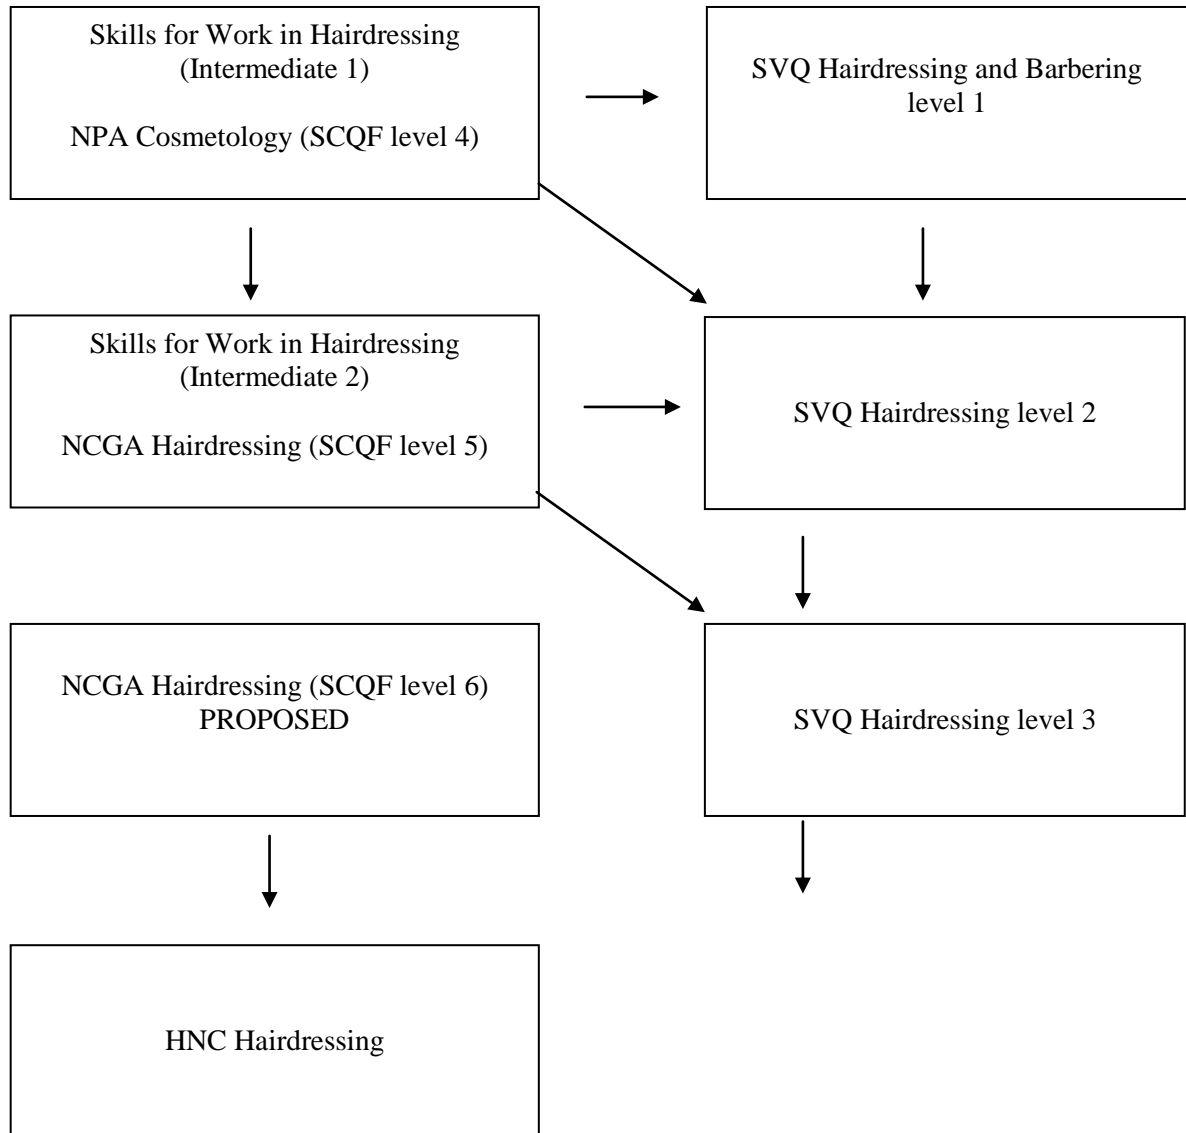 Skills for Work in Hairdressing
(Intermediate 1)
NPA Cosmetology (SCQF level 4)
SVQ Hairdressing and Barbering
level 1
Skills for Work in Hairdressing
(Intermediate 2)
NCGA Hairdressing (SCQF level 5)
SVQ Hairdressing level 2
NCGA Hairdressing (SCQF level 6)
PROPOSED
SVQ Hairdressing level 3
HNC Hairdressing